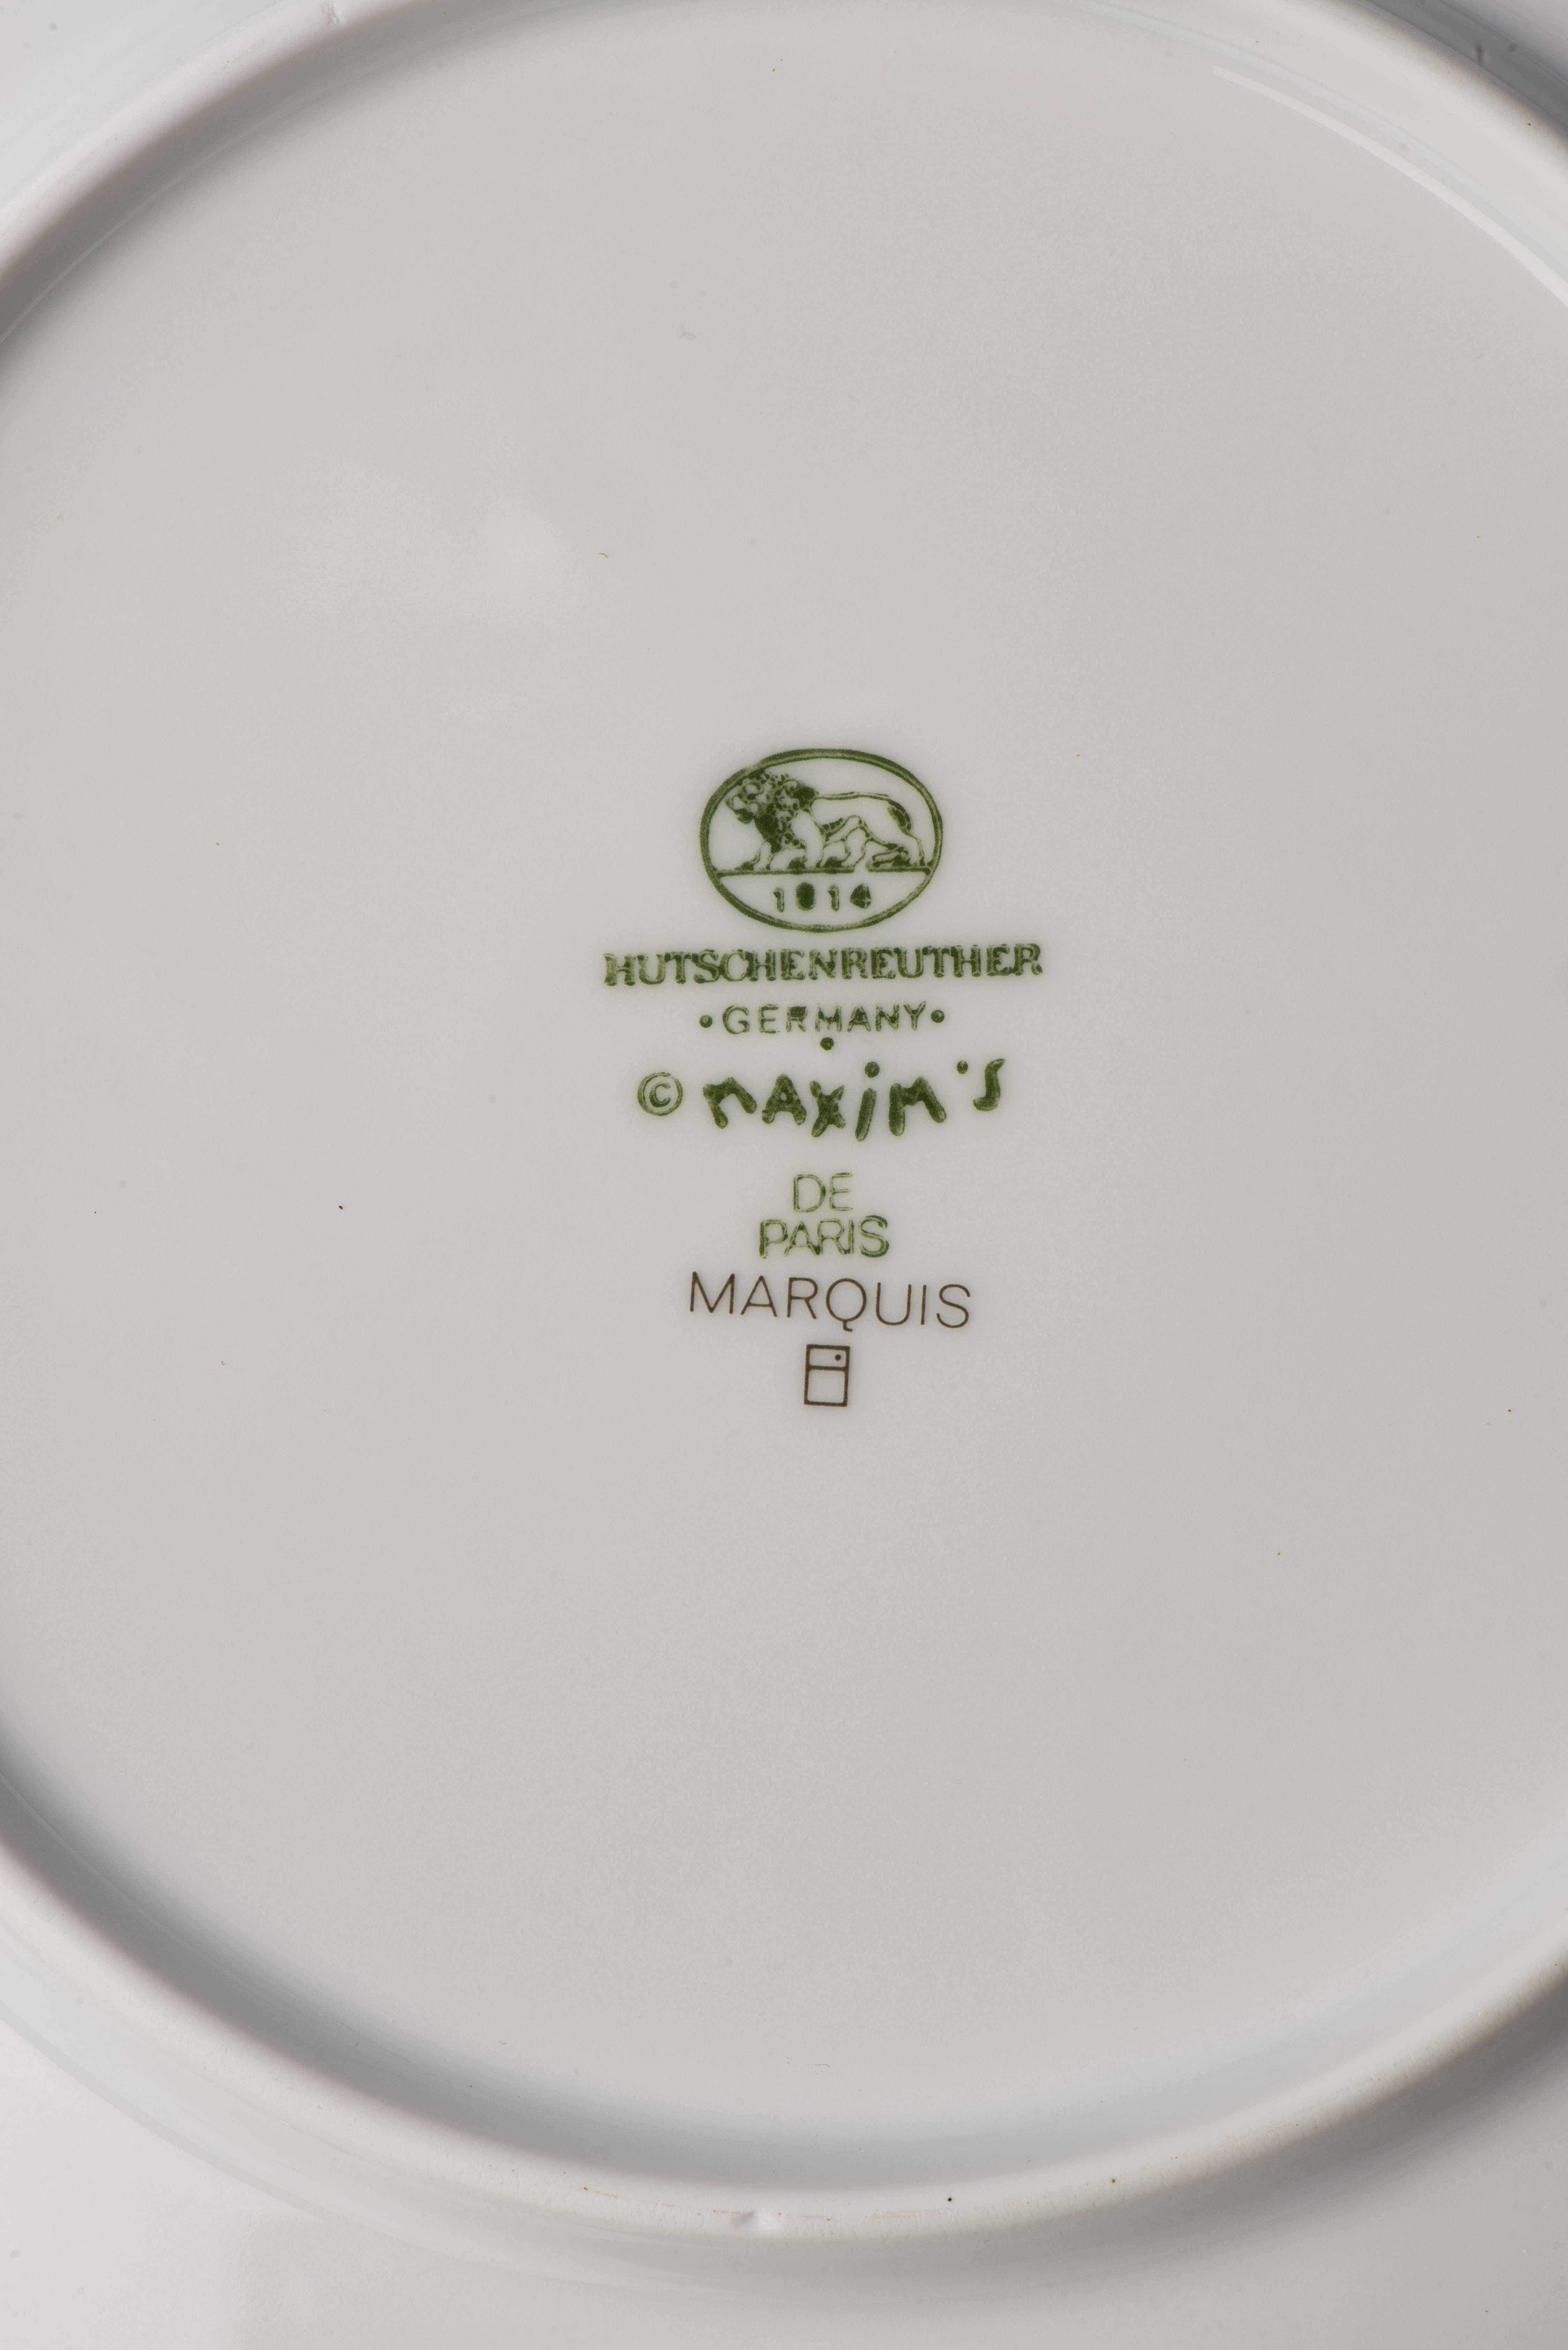 1814
HUTSCHENREUTHER
•GERMANY•
© MAXiM'S
DE
PARIS
MARQUIS